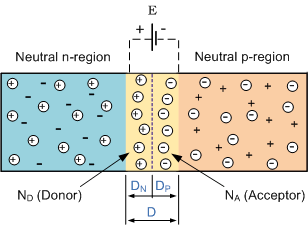 E
+ -
Neutral n-region Neutral p-region
N_D (Donor) D_N D_P N_A (Acceptor)
D